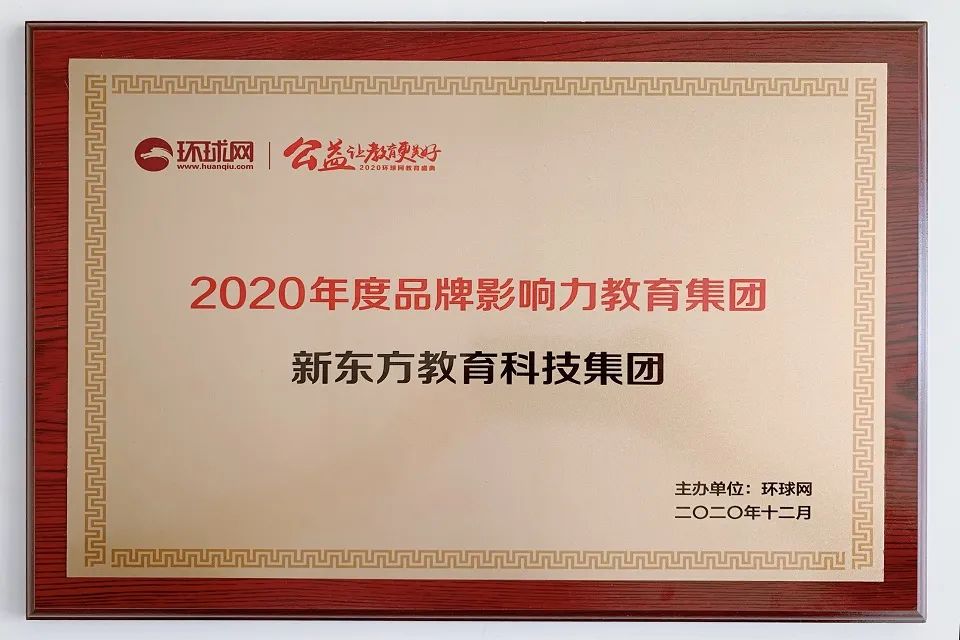 环球网
www.huanqiu.com
公益让教育更美好
2020环球网教育盛典
2020年度品牌影响力教育集团
新东方教育科技集团
主办单位：环球网
二〇二〇年十二月